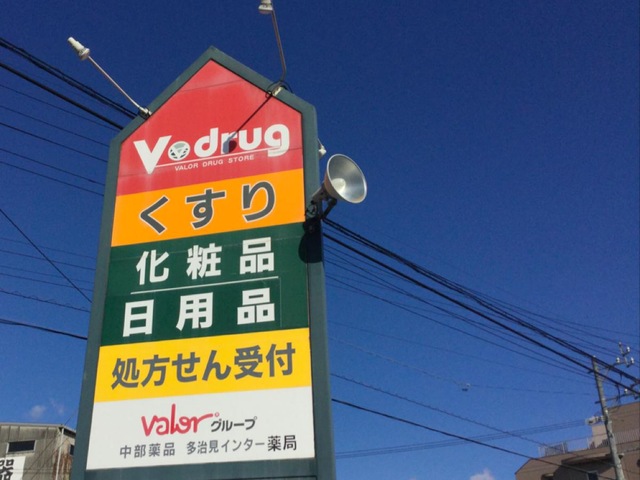 V drug
VALOR DRUG STORE
くすり
化粧品
日用品
処方せん受付
Valor グループ
中部薬品 多治見インター薬局
器